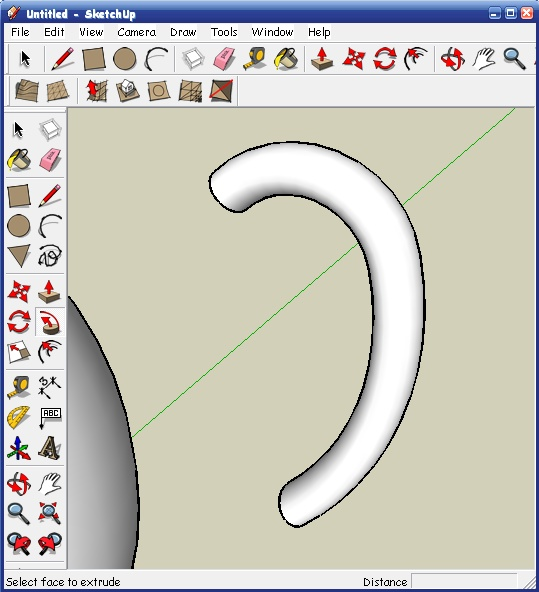 Untitled - SketchUp
File Edit View Camera Draw Tools Window Help
ABC
A
Select face to extrude Distance